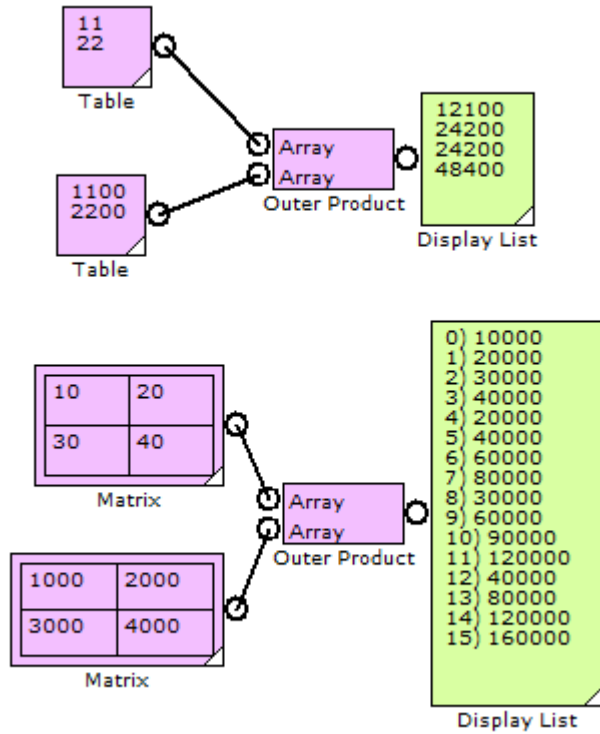 11
22
Table
1100
2200
Table
Array
Array
Outer Product
12100
24200
24200
48400
Display List
10 20
30 40
Matrix
1000 2000
3000 4000
Matrix
Array
Array
Outer Product
0) 10000
1) 20000
2) 30000
3) 40000
4) 20000
5) 40000
6) 60000
7) 80000
8) 30000
9) 60000
10) 90000
11) 120000
12) 40000
13) 80000
14) 120000
15) 160000
Display List